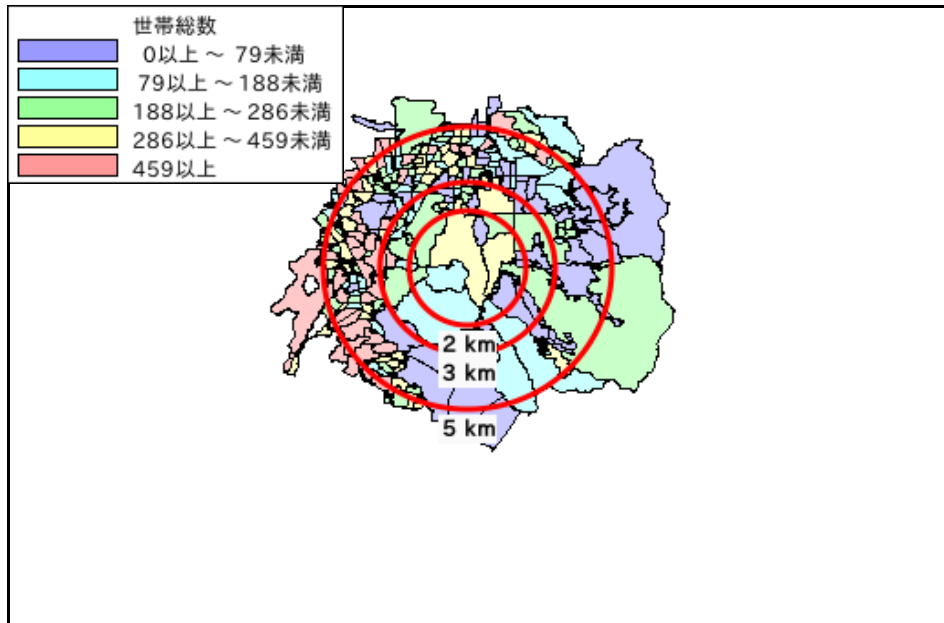 世帯総数
0以上 ～ 79未満
79以上 ～ 188未満
188以上 ～ 286未満
286以上 ～ 459未満
459以上
2 km
3 km
5 km